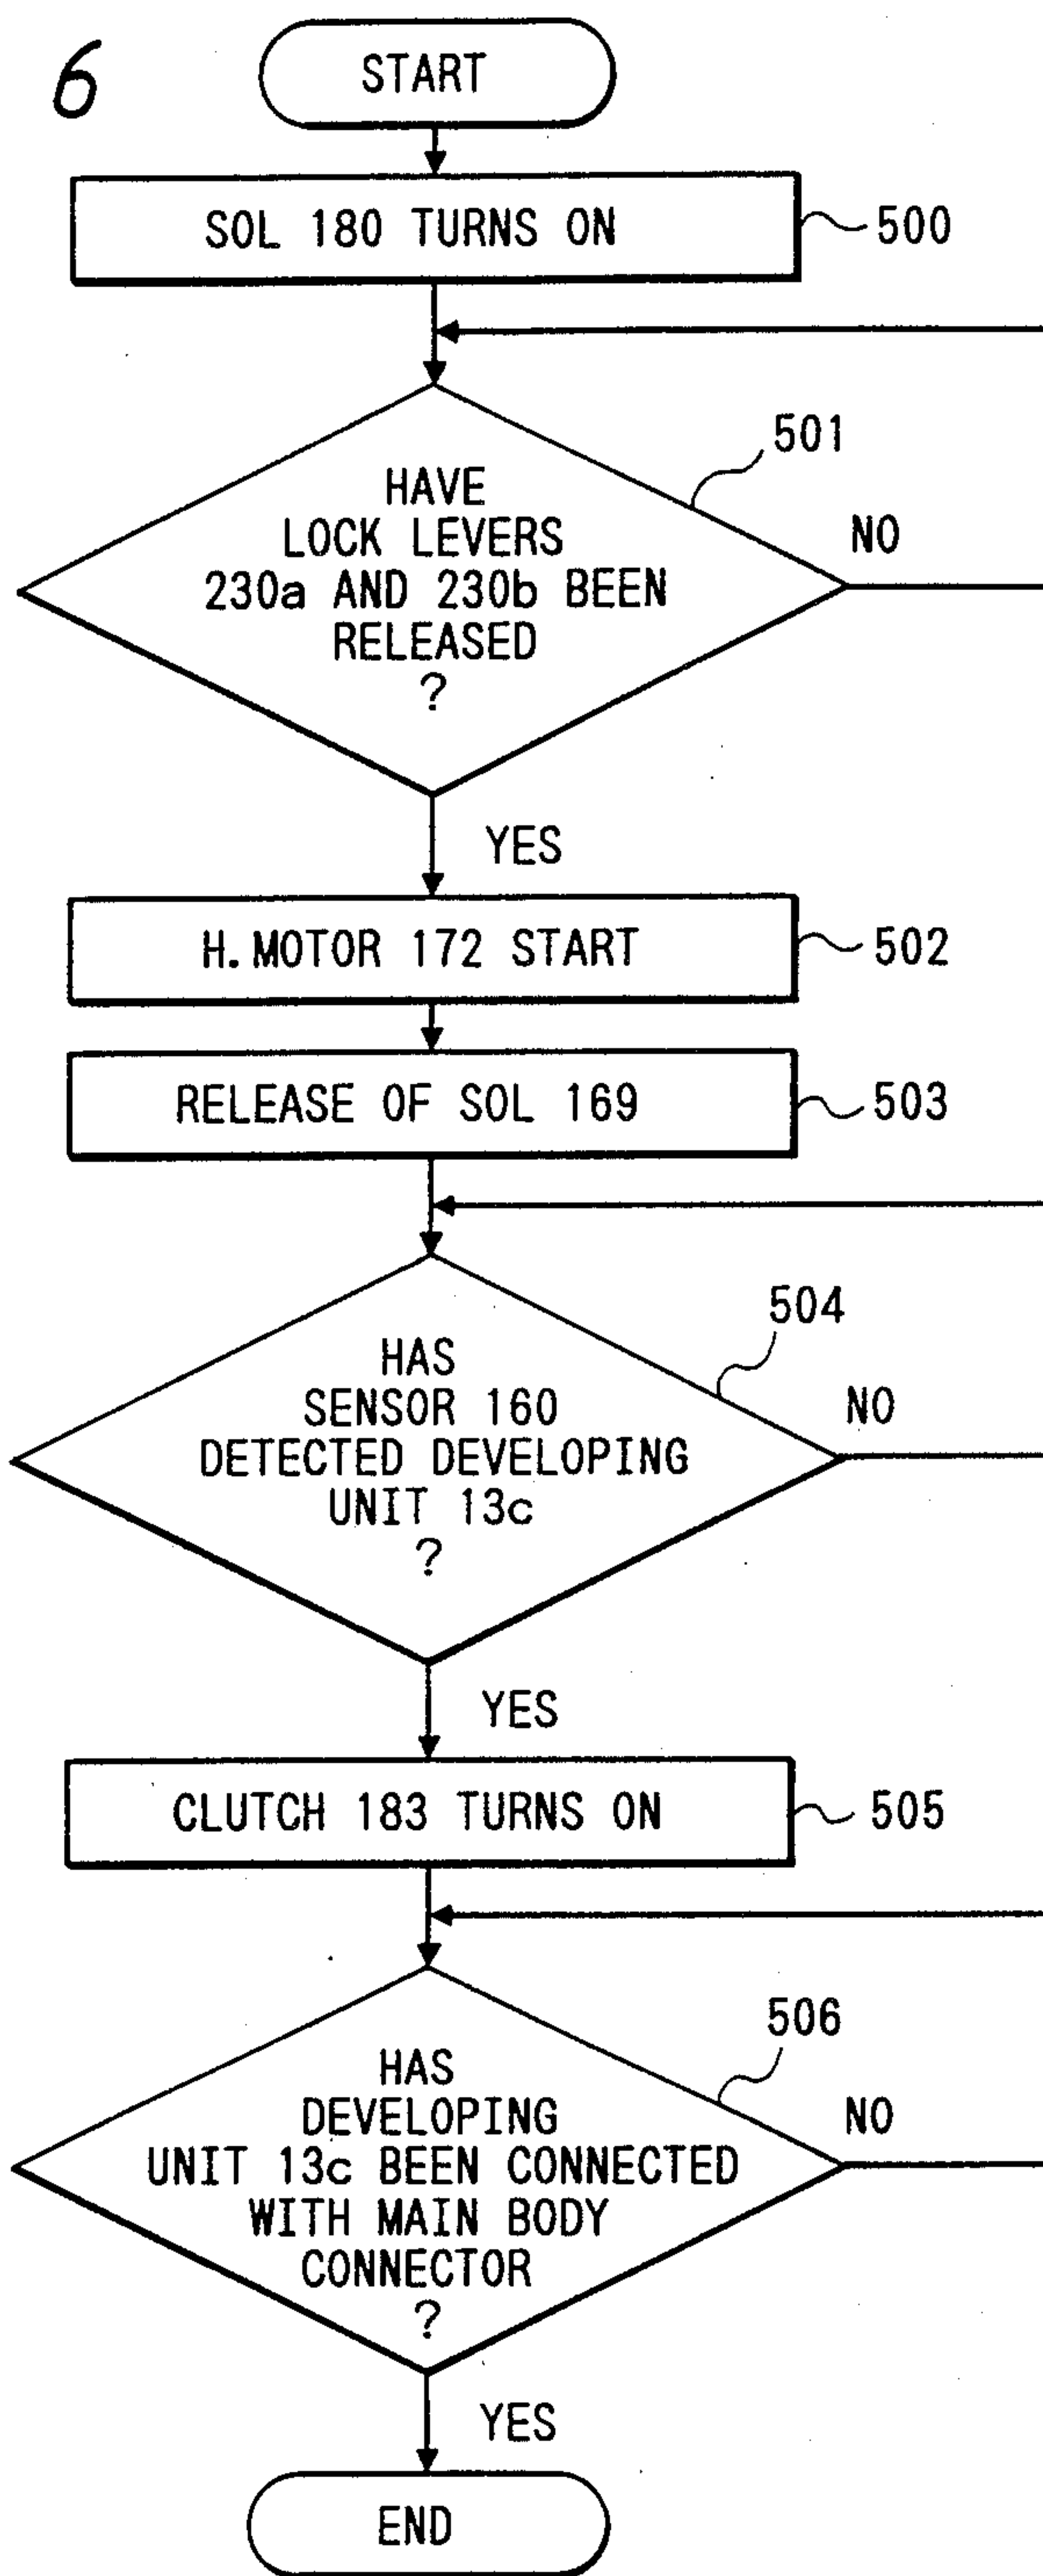 6
START
SOL 180 TURNS ON
500
501
HAVE
LOCK LEVERS
230a AND 230b BEEN
RELEASED
?
NO
YES
H. MOTOR 172 START
502
RELEASE OF SOL 169
503
504
HAS
SENSOR 160
DETECTED DEVELOPING
UNIT 13c
?
NO
YES
CLUTCH 183 TURNS ON
505
506
HAS
DEVELOPING
UNIT 13c BEEN CONNECTED
WITH MAIN BODY
CONNECTOR
?
NO
YES
END